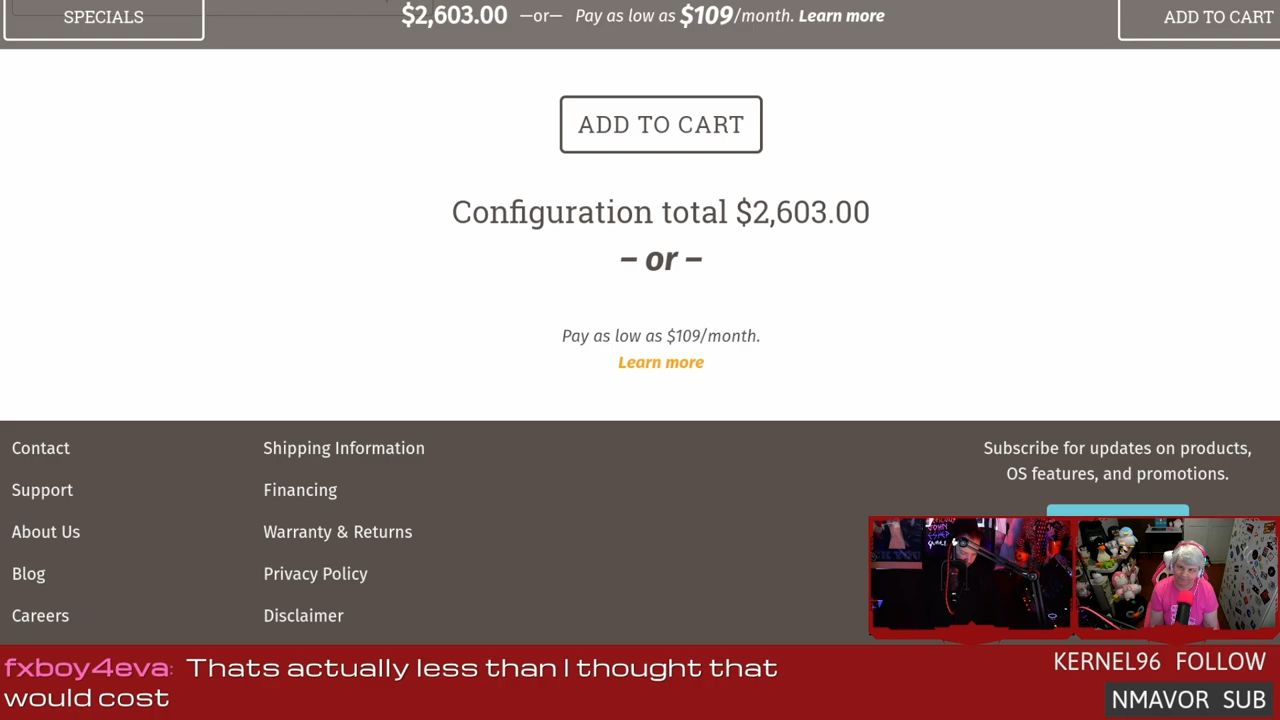 SPECIALS
$2,603.00 —or— Pay as low as $109/month. Learn more
ADD TO CART
ADD TO CART
Configuration total $2,603.00
– or –
Pay as low as $109/month.
Learn more
Contact
Support
About Us
Blog
Careers
Shipping Information
Financing
Warranty & Returns
Privacy Policy
Disclaimer
Subscribe for updates on products,
OS features, and promotions.
fxboy4eva: Thats actually less than I thought that
would cost
KERNEL96 FOLLOW
NMAVOR SUB